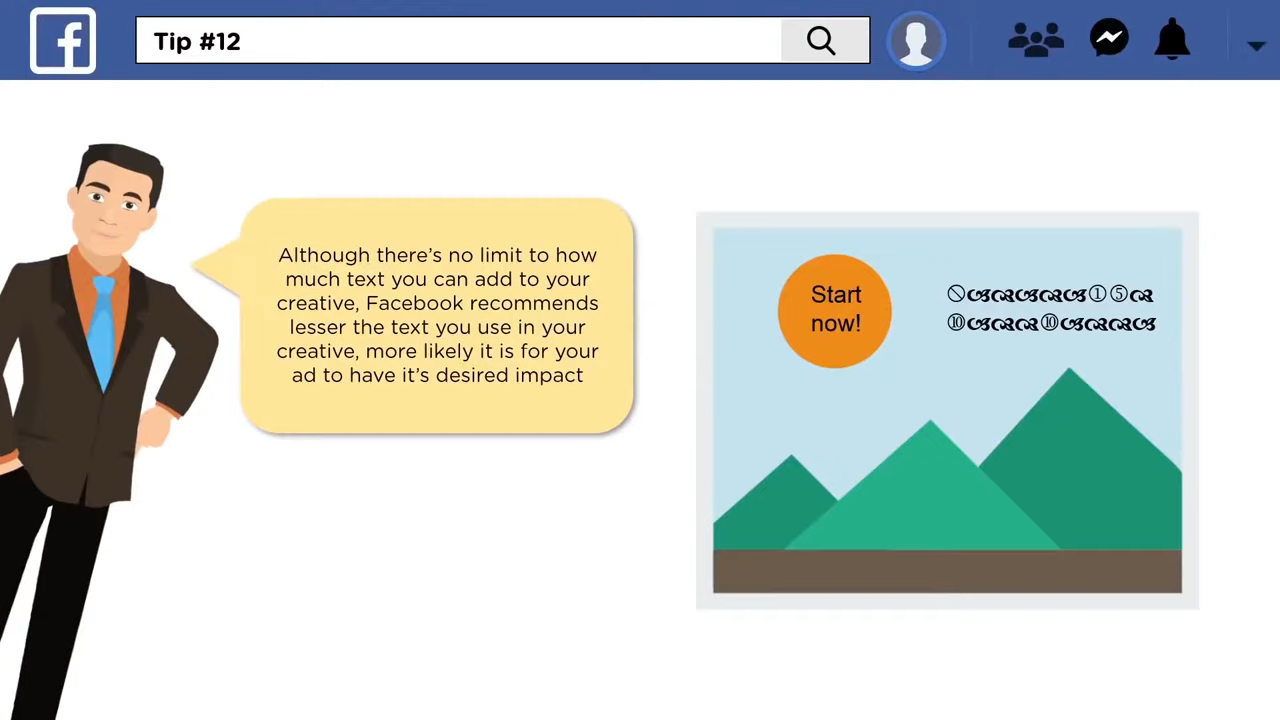 Tip #12
Although there's no limit to how
much text you can add to your
creative, Facebook recommends
lesser the text you use in your
creative, more likely it is for your
ad to have it's desired impact
Start
now!